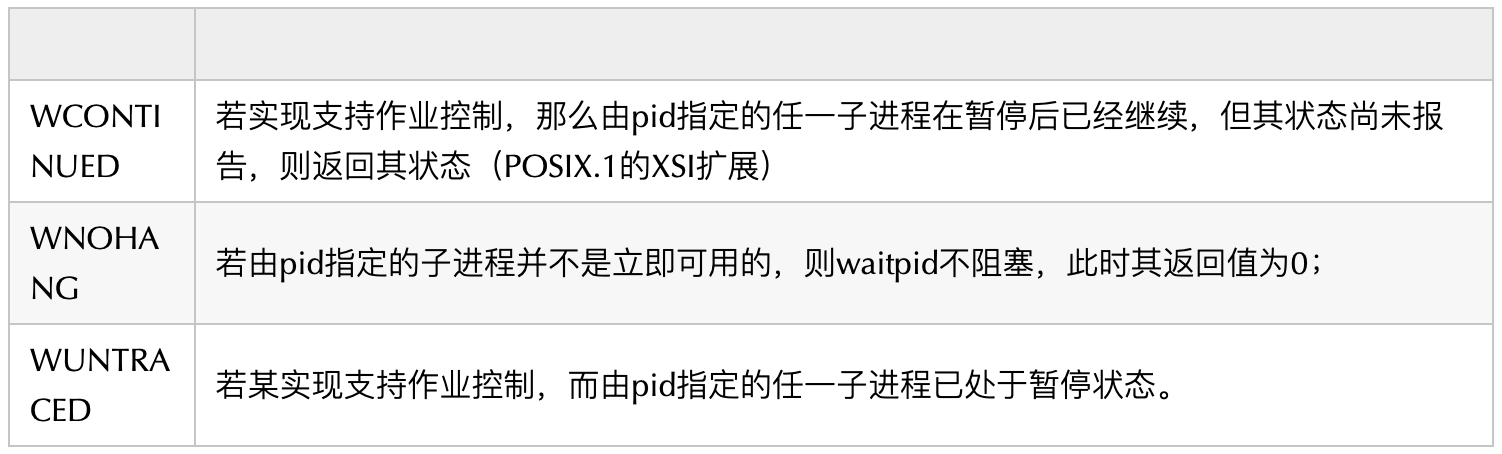 WCONTI
NUED
若实现支持作业控制，那么由pid指定的任一子进程在暂停后已经继续，但其状态尚未报
告，则返回其状态（POSIX.1的XSI扩展）
WNOHA
NG
若由pid指定的子进程并不是立即可用的，则waitpid不阻塞，此时其返回值为0；
WUNTRA
CED
若某实现支持作业控制，而由pid指定的任一子进程已处于暂停状态。